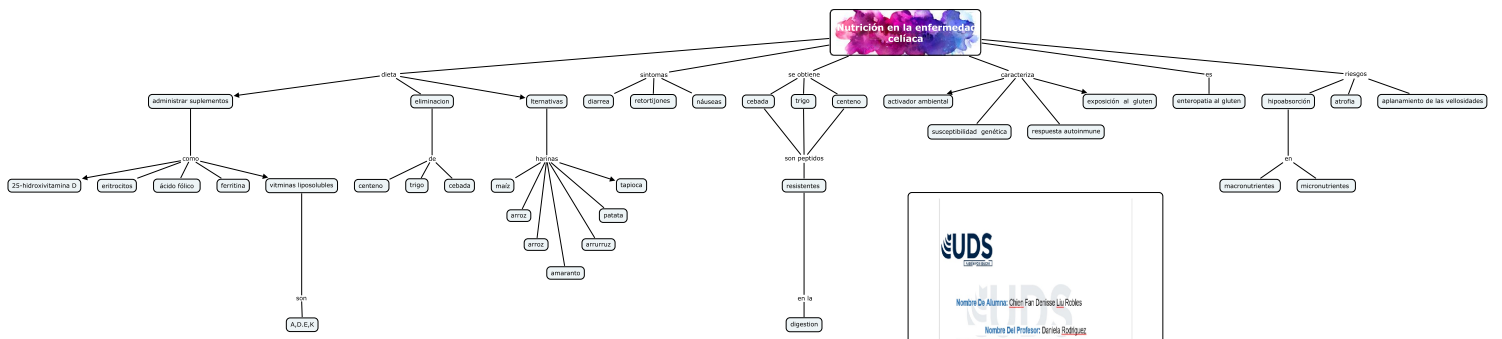 Nutrición en la enfermedad
celíaca
dieta
sintomas
se obtiene
caracteriza
es
riesgos
administrar suplementos
eliminacion
lternativas
diarrea
retortijones
náuseas
cebada
trigo
centeno
activador ambiental
exposición al gluten
enteropatia al gluten
hipoabsorción
atrofia
aplanamiento de las vellosidades
susceptibilidad genética
respuesta autoinmune
como
de
harinas
son peptidos
en
25-hidroxivitamina D
eritrocitos
ácido fólico
ferritina
vitminas liposolubles
centeno
trigo
cebada
maíz
tapioca
resistentes
macronutrientes
micronutrientes
arroz
patata
arroz
arrurruz
amaranto
son
en la
A,D,E,K
digestion
UDS
Nombre De Alumna: Chien Fan Denisse Liu Robles
Nombre Del Profesor: Daniela Rodriguez